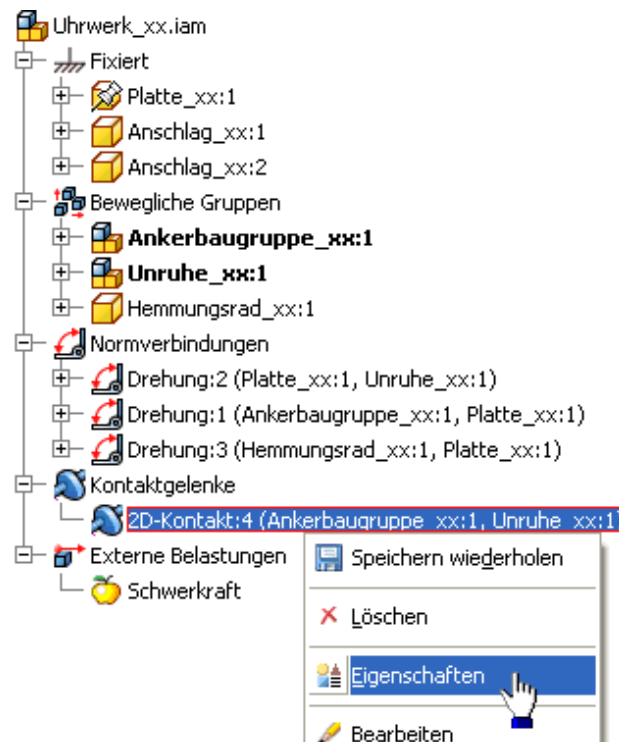 Uhrwerk_xx.iam
Fixiert
Platte_xx:1
Anschlag_xx:1
Anschlag_xx:2
Bewegliche Gruppen
Ankerbaugruppe_xx:1
Unruhe_xx:1
Hemmungsrad_xx:1
Normverbindungen
Drehung:2 (Platte_xx:1, Unruhe_xx:1)
Drehung:1 (Ankerbaugruppe_xx:1, Platte_xx:1)
Drehung:3 (Hemmungsrad_xx:1, Platte_xx:1)
Kontaktgelenke
2D-Kontakt:4 (Ankerbaugruppe_xx:1, Unruhe_xx:1)
Externe Belastungen
Schwerkraft
Speichern wiederholen
Löschen
Eigenschaften
Bearbeiten